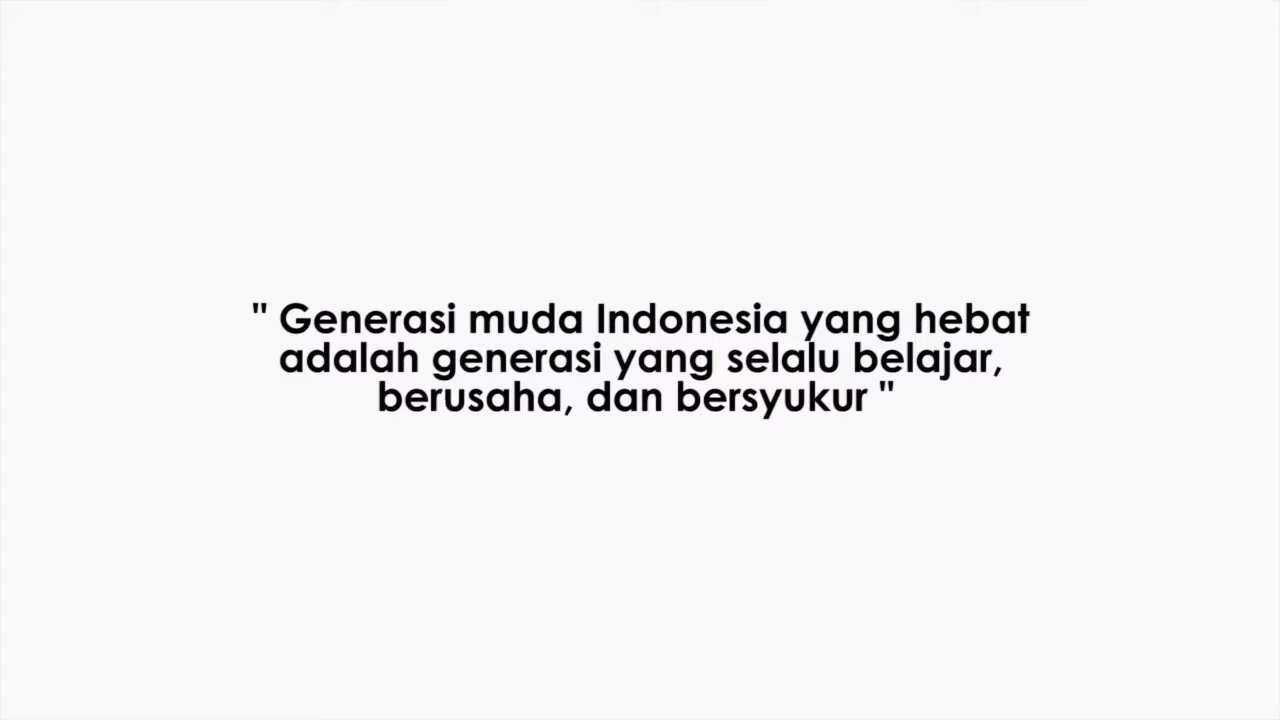 " Generasi muda Indonesia yang hebat
adalah generasi yang selalu belajar,
berusaha, dan bersyukur "